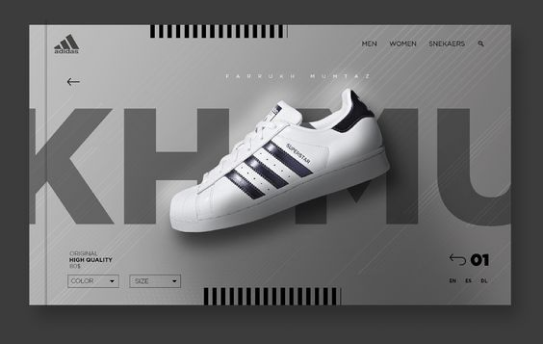 adidas
MEN WOMEN SNEKAERS
FARRUKH MUMTAZ
KH MU
SUPERSTAR
ORIGINAL
HIGH QUALITY
80$
COLOR SIZE
01
EN ES DL